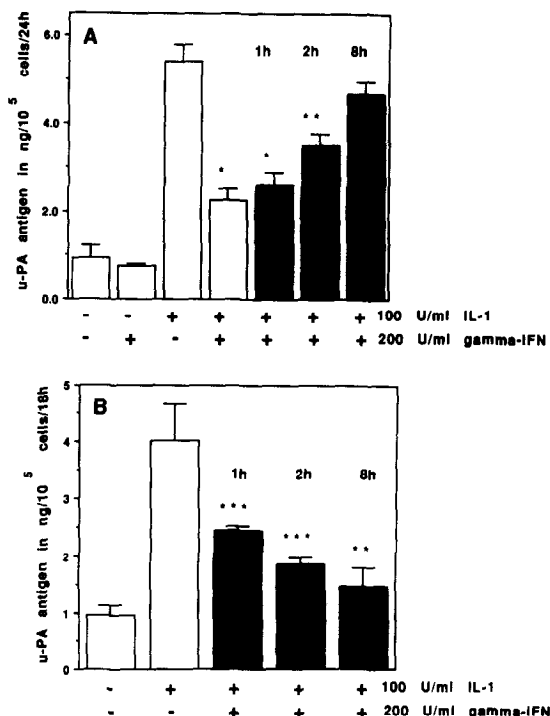 A
1h 2h 8h
6.0
4.0
2.0
0.0
* * **
u-PA antigen in ng/10^5 cells/24h
- - + + + + + 100 U/ml IL-1
- + - + + + + 200 U/ml gamma-IFN
B
1h 2h 8h
5
4
3
2
1
0
*** *** **
u-PA antigen in ng/10^5 cells/18h
- + + + + 100 U/ml IL-1
- - + + + 200 U/ml gamma-IFN